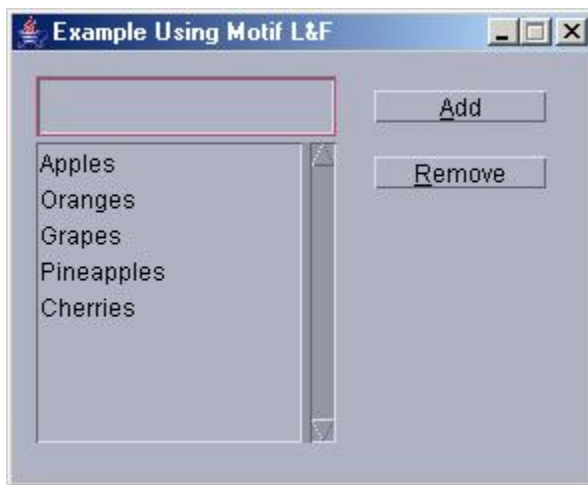 Example Using Motif L&F
Add
Apples
Remove
Oranges
Grapes
Pineapples
Cherries